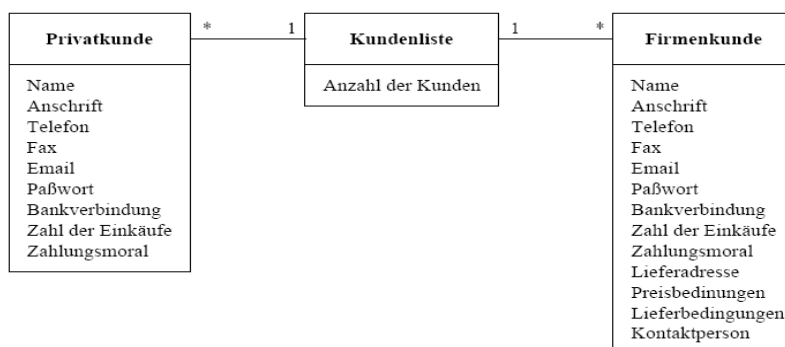 Privatkunde
* 1
Kundenliste
1 *
Firmenkunde
Name
Anschrift
Telefon
Fax
Email
Paßwort
Bankverbindung
Zahl der Einkäufe
Zahlungsmoral
Anzahl der Kunden
Name
Anschrift
Telefon
Fax
Email
Paßwort
Bankverbindung
Zahl der Einkäufe
Zahlungsmoral
Lieferadresse
Preisbedinungen
Lieferbedingungen
Kontaktperson